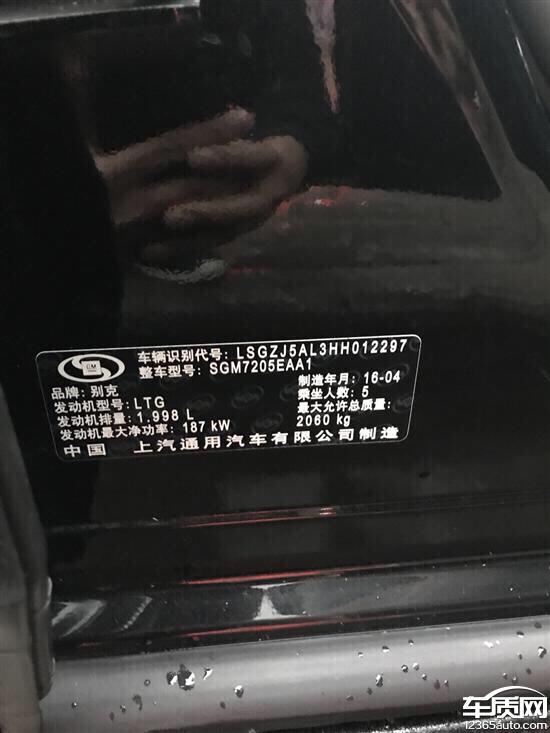 车辆识别代号: LSGZJ5AL3HH012297
整车型号: SGM7205EAA1
GM
品牌: 别克
制造年月: 16-04
发动机型号: LTG
乘坐人数: 5
发动机排量: 1.998 L
最大允许总质量:
发动机最大净功率: 187 kW
2060 kg
中国 上汽通用汽车有限公司制造
车质网
12365auto.com